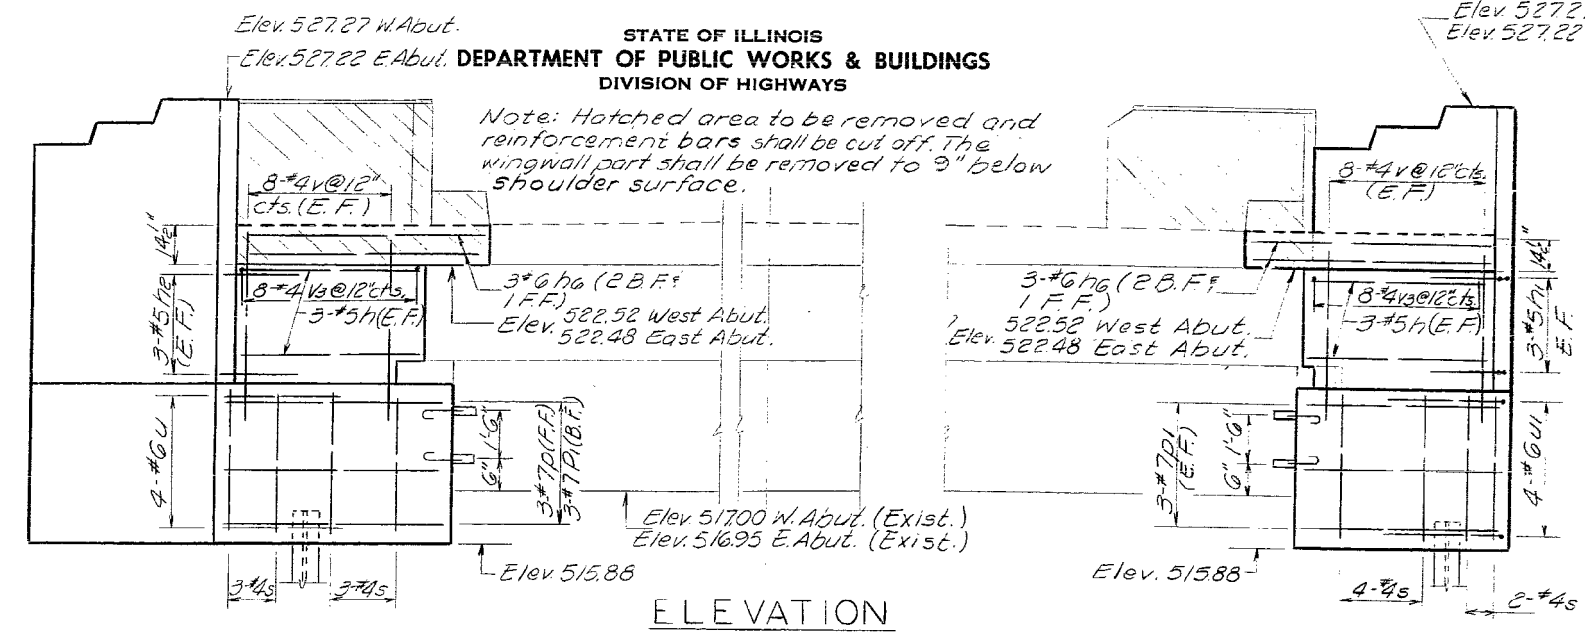 Elev. 527.27 W. Abut.
Elev. 527.22 E. Abut.
STATE OF ILLINOIS
DEPARTMENT OF PUBLIC WORKS & BUILDINGS
DIVISION OF HIGHWAYS
Elev. 527.2
Elev. 527.22
Note: Hatched area to be removed and
reinforcement bars shall be cut off. The
wingwall part shall be removed to 9" below
shoulder surface.
8-#4v@12"
cts. (E.F.)
8-#4v@12"cts.
(E.F.)
14½"
14½"
3-#5h2
(E.F.)
8-#4v3@12"cts.
3-#5h(E.F.)
3-#6h6 (2 B.F. &
1 F.F.)
Elev. 522.52 West Abut.
522.48 East Abut.
3-#6h6 (2 B.F. &
1 F.F.)
Elev. 522.52 West Abut.
522.48 East Abut.
8-#4v3@12"cts.
3-#5h(E.F.)
3-#5h1
E.F.
4-#6u
6" 1'-6"
3-#7p(F.F.)
3-#7p1(B.F.)
3-#7p1
(E.F.)
6" 1'-6"
4-#6u1
Elev. 517.00 W. Abut. (Exist.)
Elev. 516.95 E. Abut. (Exist.)
Elev. 515.88
Elev. 515.88
3-#4s
3-#4s
4-#4s
2-#4s
ELEVATION